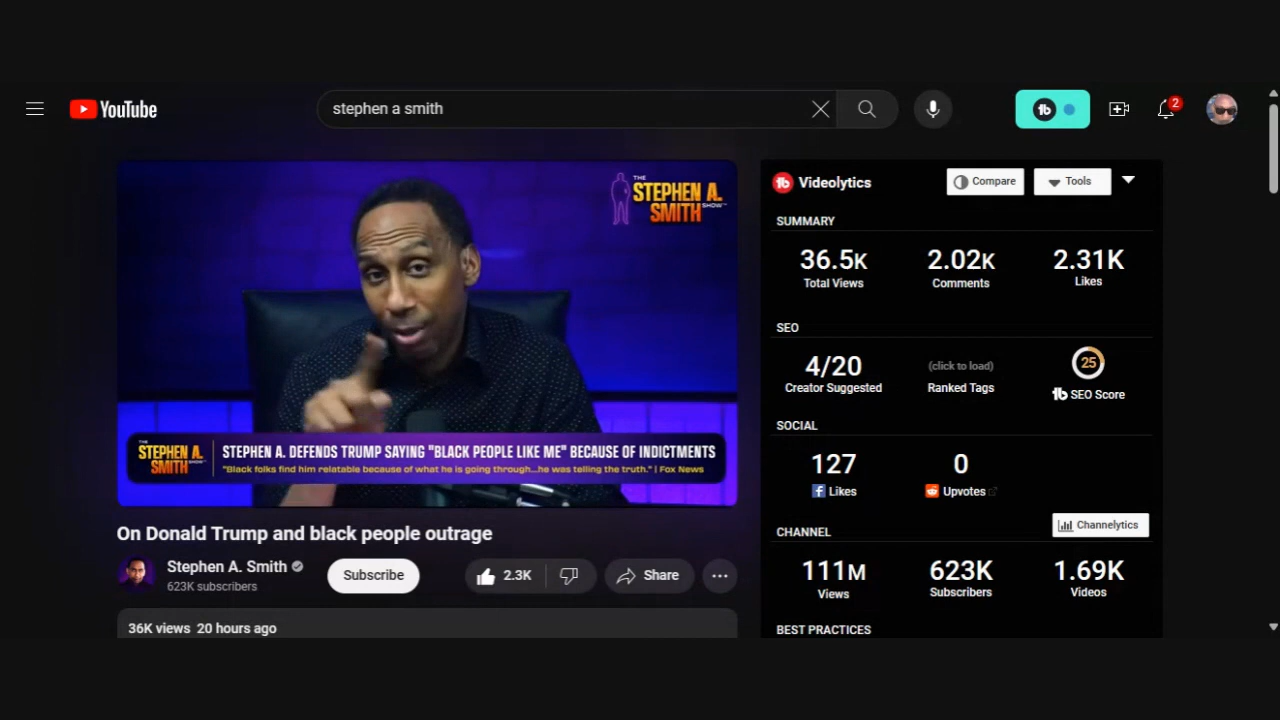 YouTube
stephen a smith
2
THE
STEPHEN A.
SMITH SHOW
THE
STEPHEN A.
SMITH
STEPHEN A. DEFENDS TRUMP SAYING "BLACK PEOPLE LIKE ME" BECAUSE OF INDICTMENTS
"Black folks find him relatable because of what he is going through...he was telling the truth." | Fox News
On Donald Trump and black people outrage
Stephen A. Smith
623K subscribers
Subscribe
2.3K
Share
36K views 20 hours ago
Videolytics
Compare
Tools
SUMMARY
36.5K 2.02K 2.31K
Total Views Comments Likes
SEO
4/20 (click to load) 25
Creator Suggested Ranked Tags tb SEO Score
SOCIAL
127 0
Likes Upvotes
CHANNEL
Channelytics
111M 623K 1.69K
Views Subscribers Videos
BEST PRACTICES